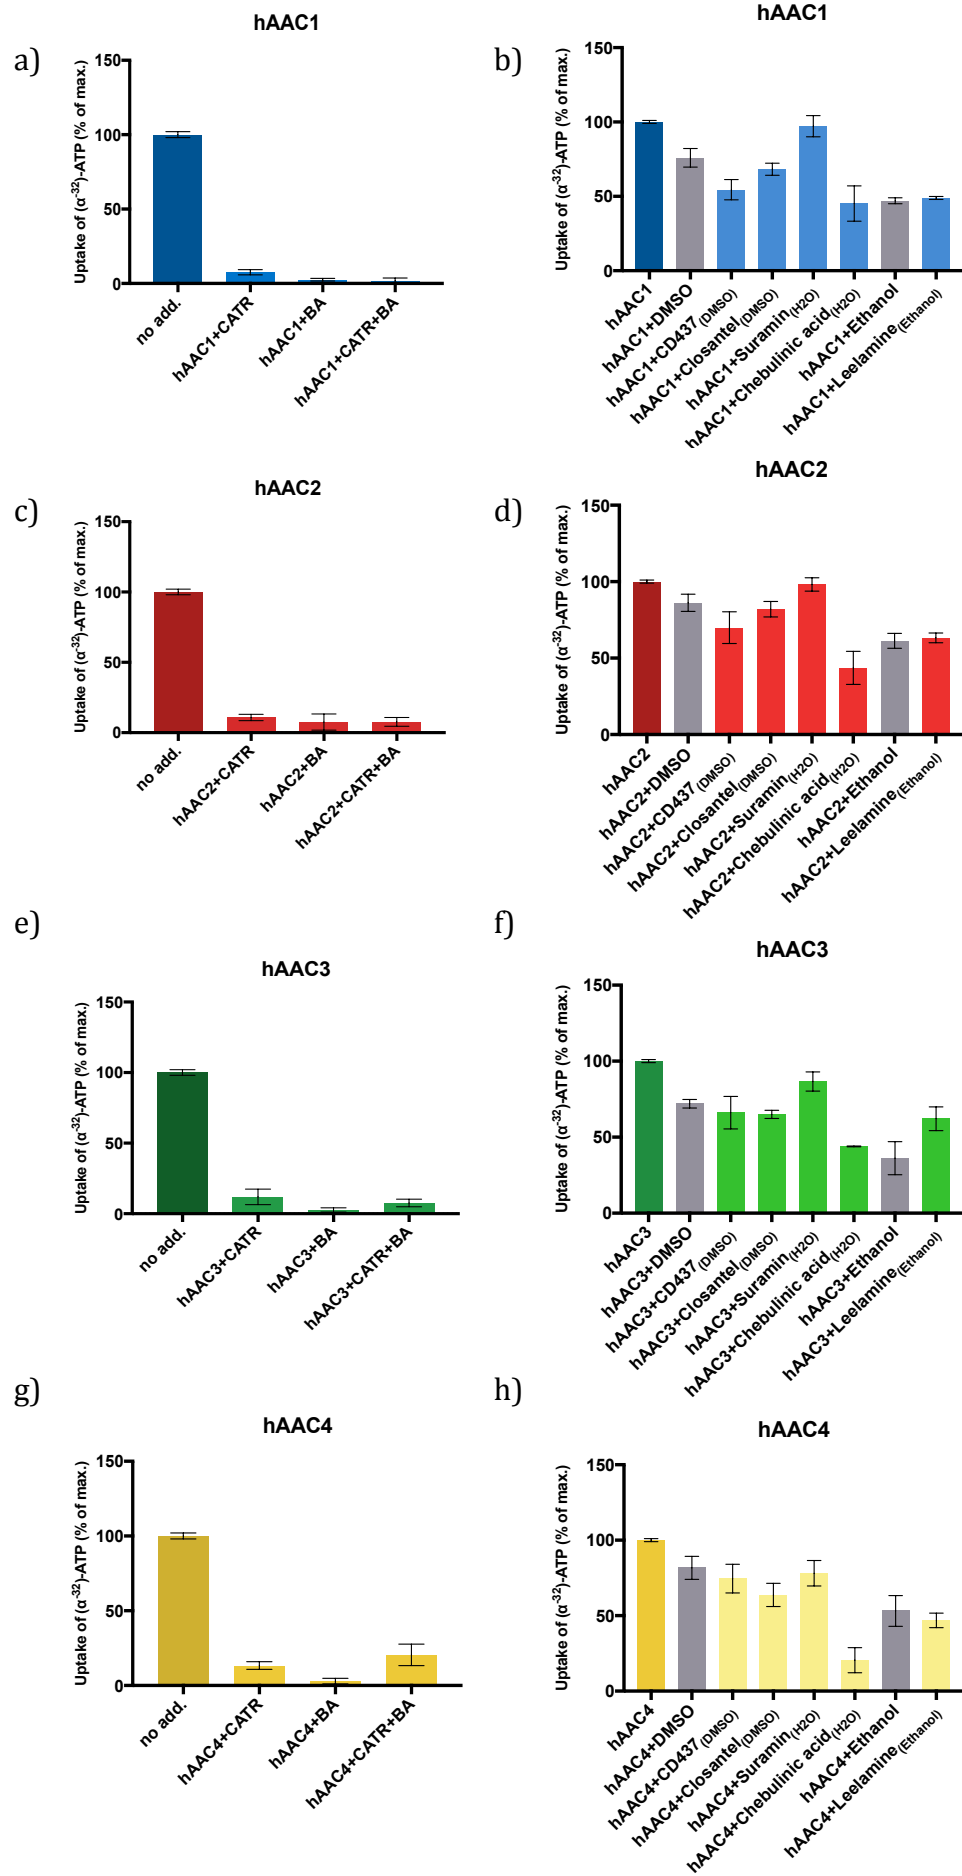 hAAC1
a)
Uptake of (α-32)-ATP (% of max.)
150
100
50
0
no add.
hAAC1+CATR
hAAC1+BA
hAAC1+CATR+BA
hAAC1
b)
Uptake of (α-32)-ATP (% of max.)
150
100
50
0
hAAC1
hAAC1+DMSO
hAAC1+CD437(DMSO)
hAAC1+Closantel(DMSO)
hAAC1+Suramin(H2O)
hAAC1+Chebulinic acid(H2O)
hAAC1+Ethanol
hAAC1+Leelamine(Ethanol)
hAAC2
c)
Uptake of (α-32)-ATP (% of max.)
150
100
50
0
no add.
hAAC2+CATR
hAAC2+BA
hAAC2+CATR+BA
hAAC2
d)
Uptake of (α-32)-ATP (% of max.)
150
100
50
0
hAAC2
hAAC2+DMSO
hAAC2+CD437(DMSO)
hAAC2+Closantel(DMSO)
hAAC2+Suramin(H2O)
hAAC2+Chebulinic acid(H2O)
hAAC2+Ethanol
hAAC2+Leelamine(Ethanol)
hAAC3
e)
Uptake of (α-32)-ATP (% of max.)
150
100
50
0
no add.
hAAC3+CATR
hAAC3+BA
hAAC3+CATR+BA
hAAC3
f)
Uptake of (α-32)-ATP (% of max.)
150
100
50
0
hAAC3
hAAC3+DMSO
hAAC3+CD437(DMSO)
hAAC3+Closantel(DMSO)
hAAC3+Suramin(H2O)
hAAC3+Chebulinic acid(H2O)
hAAC3+Ethanol
hAAC3+Leelamine(Ethanol)
hAAC4
g)
Uptake of (α-32)-ATP (% of max.)
150
100
50
0
no add.
hAAC4+CATR
hAAC4+BA
hAAC4+CATR+BA
hAAC4
h)
Uptake of (α-32)-ATP (% of max.)
150
100
50
0
hAAC4
hAAC4+DMSO
hAAC4+CD437(DMSO)
hAAC4+Closantel(DMSO)
hAAC4+Suramin(H2O)
hAAC4+Chebulinic acid(H2O)
hAAC4+Ethanol
hAAC4+Leelamine(Ethanol)